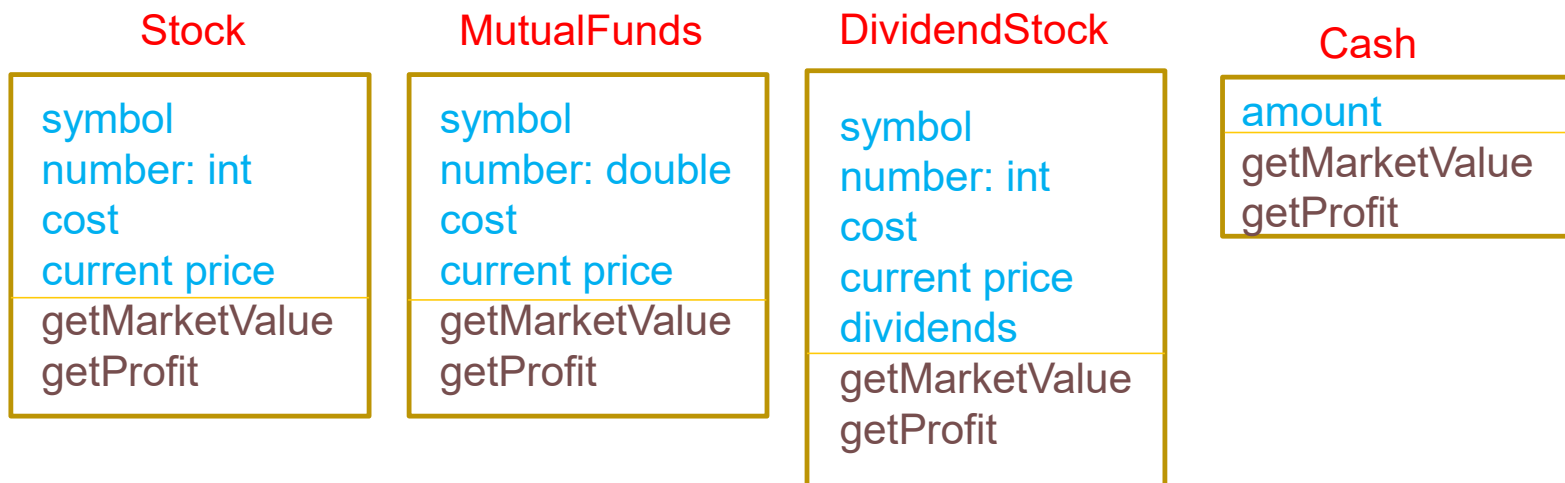 Stock
symbol
number: int
cost
current price
getMarketValue
getProfit
MutualFunds
symbol
number: double
cost
current price
getMarketValue
getProfit
DividendStock
symbol
number: int
cost
current price
dividends
getMarketValue
getProfit
Cash
amount
getMarketValue
getProfit